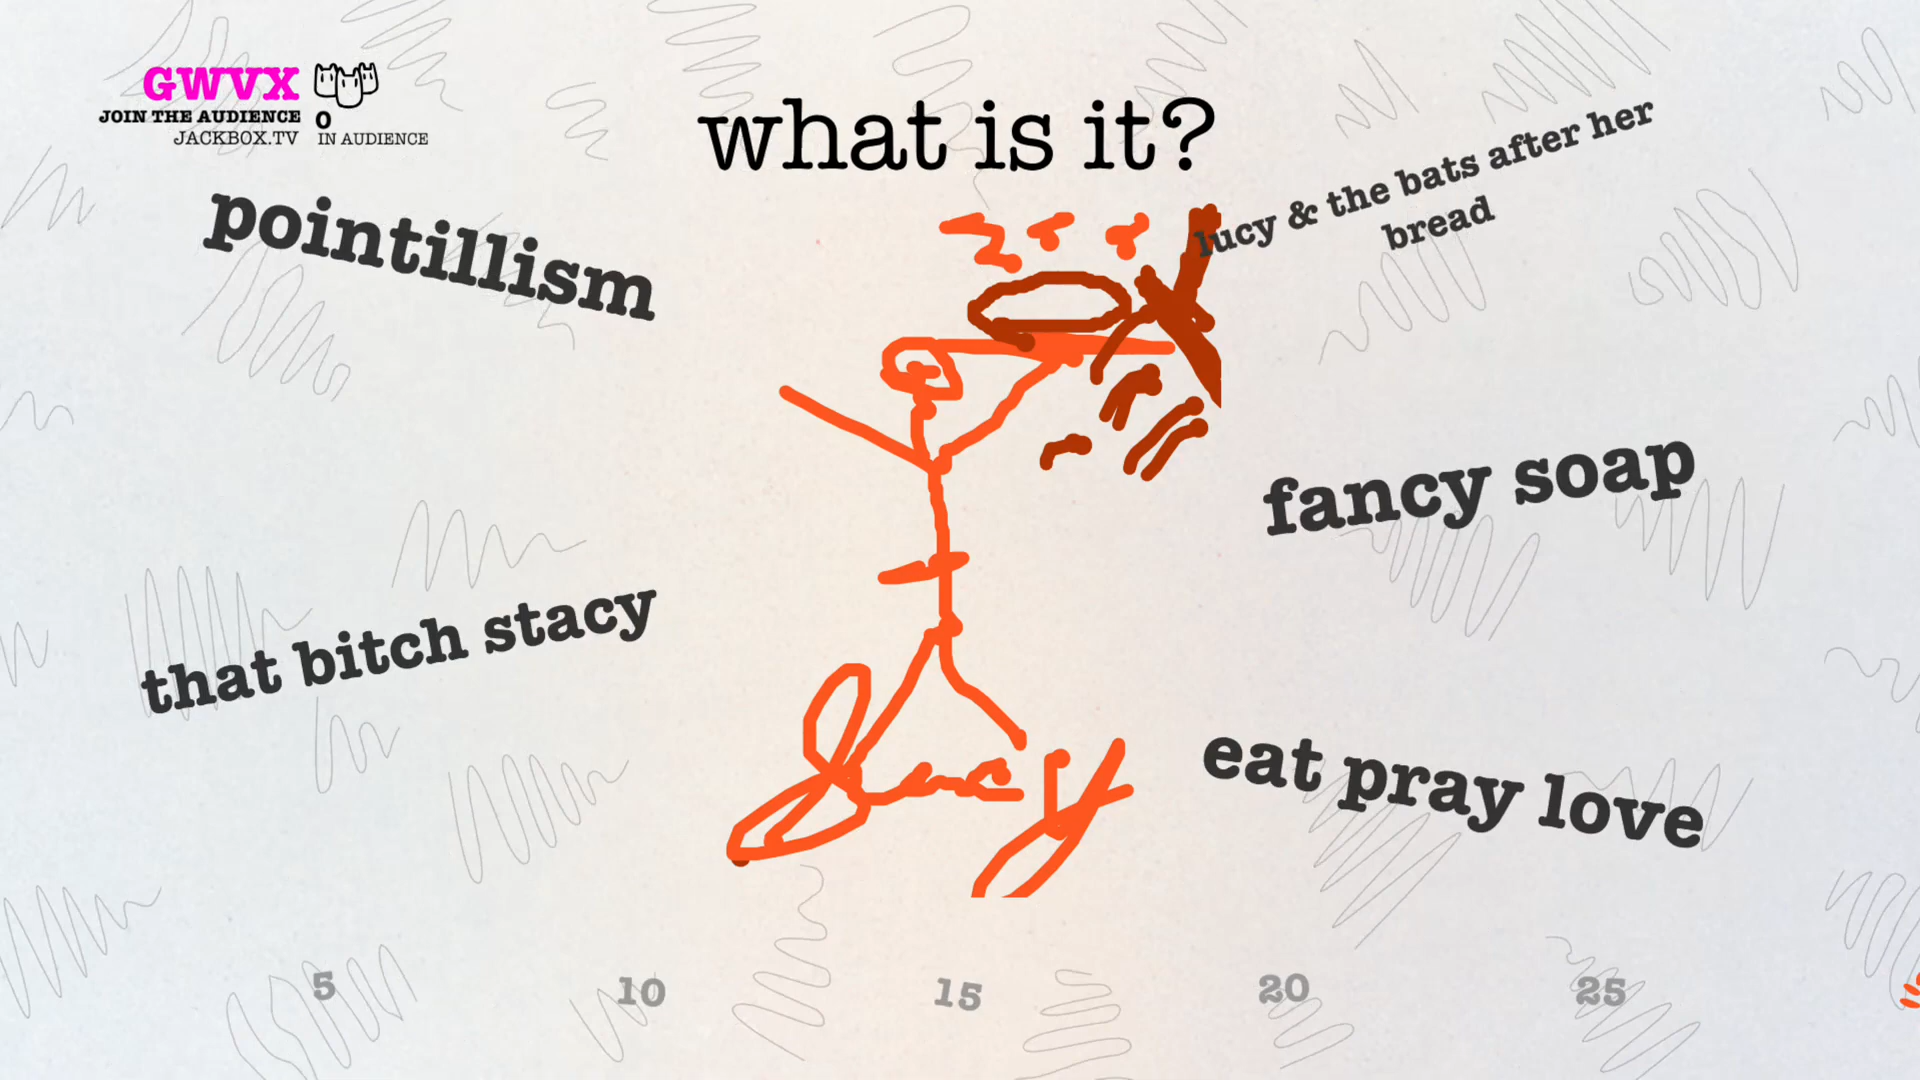 GWVX
JOIN THE AUDIENCE
JACKBOX.TV
0
IN AUDIENCE
what is it?
pointillism
lucy & the bats after her
bread
fancy soap
that bitch stacy
eat pray love
Lucy
5
10
15
20
25